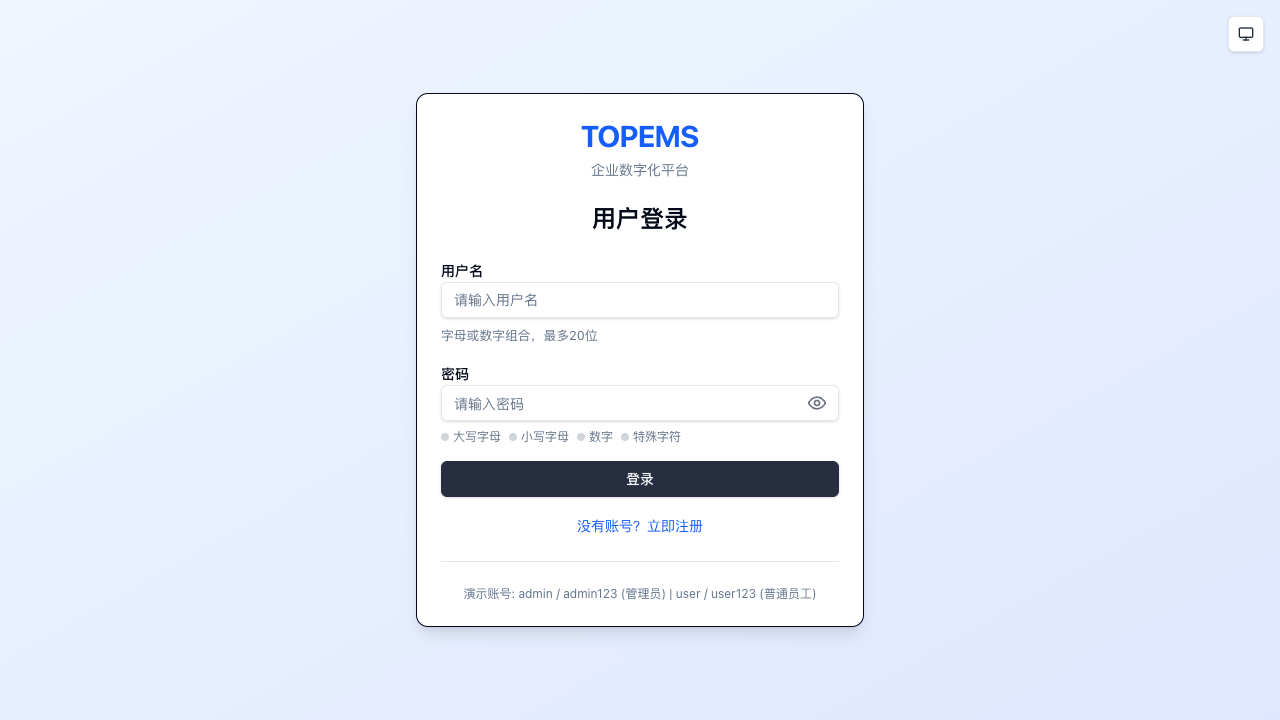 TOPEMS
企业数字化平台
用户登录
用户名
请输入用户名
字母或数字组合，最多20位
密码
请输入密码
大写字母 小写字母 数字 特殊字符
登录
没有账号？立即注册
演示账号: admin / admin123 (管理员) | user / user123 (普通员工)